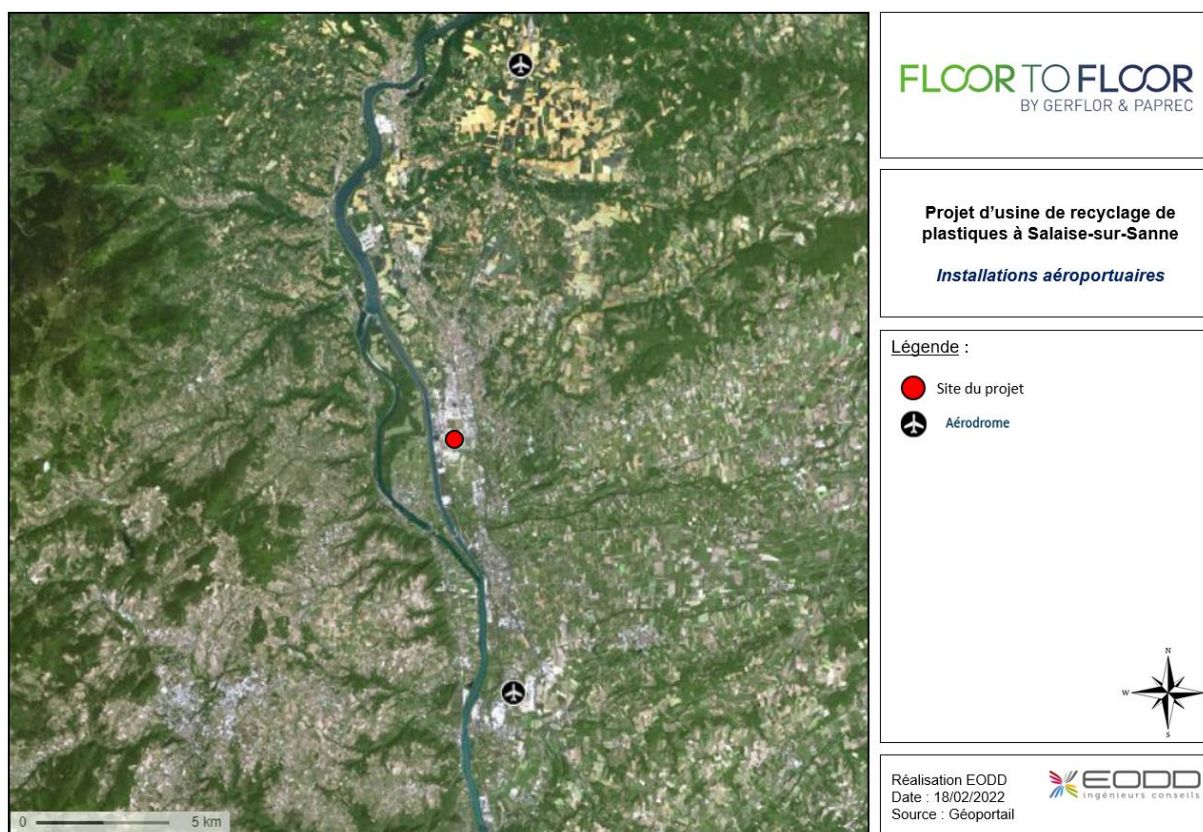 FLOOR TO FLOOR
BY GERFLOR & PAPREC
Projet d'usine de recyclage de
plastiques à Salaise-sur-Sanne
Installations aéroportuaires
Légende :
Site du projet
Aérodrome
N
W
S
0 5 km
Réalisation EODD
Date : 18/02/2022
Source : Géoportail
EODD
ingénieurs conseils